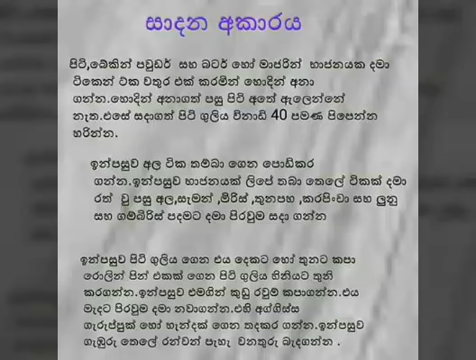 සාදන අකාරය
පිටි,බේකින් පවුඩර් සහ බටර් හෝ මාජරින් භාජනයක දමා
ටිකෙන් ටික වතුර එක් කරමින් හොදින් අනා
ගන්න.හොදින් අනාගත් පසු පිටි අතේ ඇලෙන්නේ
නැත.එසේ සදාගත් පිටි ගුලිය විනාඩි 40 පමණ පිපෙන්න
හරින්න.
ඉන්පසුව අල ටික තම්බා ගෙන පොඩිකර
ගන්න.ඉන්පසුව භාජනයක් ලිපේ තබා තෙලේ ටිකක් දමා
රත් වු පසු අල,සැමන් ,ඕරිස් ,තුනපහ ,කරපිංචා සහ ලුනු
සහ ගම්බිරිස් පදමට දමා පිරවුම සදා ගන්න
ඉන්පසුව පිටි ගුලිය ගෙන එය දෙකට හෝ තුනට කපා
රොලින් පින් එකක් ගෙන පිටි ගුලිය හිනියට තුනි
කරගන්න.ඉන්පසුව එමගින් කුඩු රවුම් කපාගන්න.එය
මැදට පිරවුම දමා නවාගන්න.එහි අග්ගිස්ස
ගැරුප්පුක් හෝ හැන්දක් ගෙන තදකර ගන්න.ඉන්පසුව
ගැඹුරු තෙලේ රන්වන් පැහැ වනතුරු බැදගන්න .